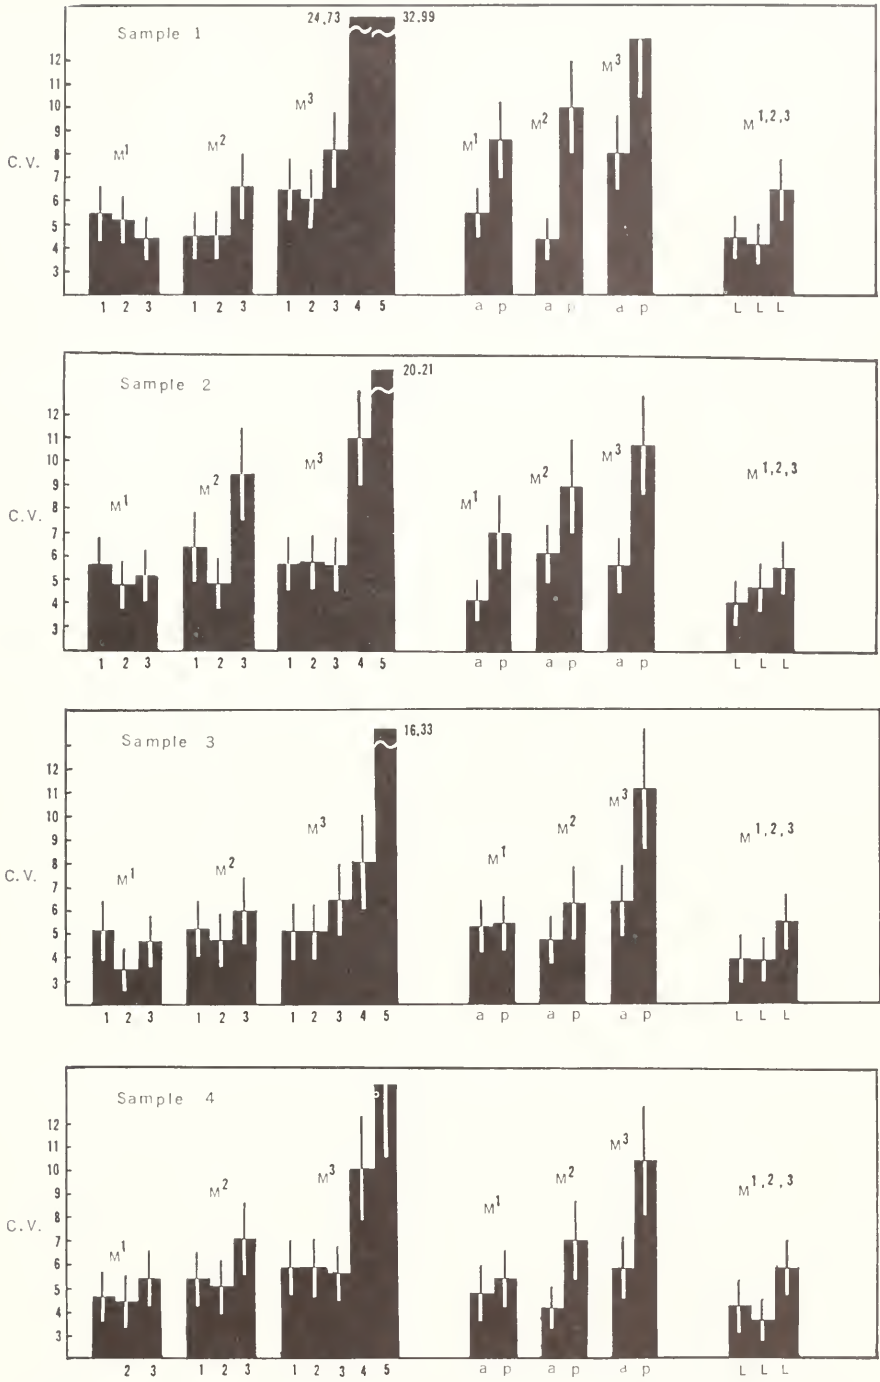 24,73 32.99
Sample 1
12
11
10
9
8
7
6
5
4
3
C.V.
M1 M2 M3 M1 M2 M3 M1,2,3
1 2 3 1 2 3 1 2 3 4 5 a p a p a p L L L
20.21
Sample 2
12
11
10
9
8
7
6
5
4
3
C.V.
M1 M2 M3 M1 M2 M3 M1,2,3
1 2 3 1 2 3 1 2 3 4 5 a p a p a p L L L
16,33
Sample 3
12
11
10
9
8
7
6
5
4
3
C.V.
M1 M2 M3 M1 M2 M3 M1,2,3
1 2 3 1 2 3 1 2 3 4 5 a p a p a p L L L
Sample 4
12
11
10
9
8
7
6
5
4
3
C.V.
M1 M2 M3 M1 M2 M3 M1,2,3
2 3 1 2 3 1 2 3 4 5 a p a p a p L L L